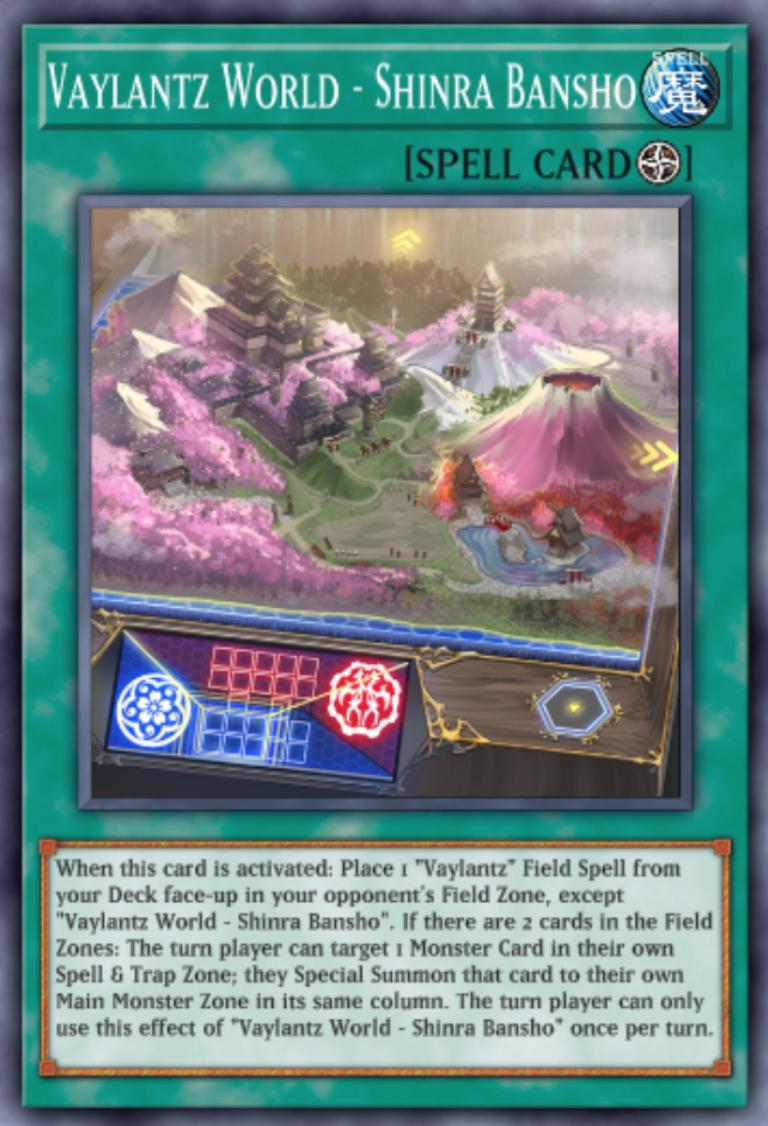 VAYLANTZ WORLD - SHINRA BANSHO
SPELL
魔
[SPELL CARD]
When this card is activated: Place 1 "Vaylantz" Field Spell from
your Deck face-up in your opponent's Field Zone, except
"Vaylantz World - Shinra Bansho". If there are 2 cards in the Field
Zones: The turn player can target 1 Monster Card in their own
Spell & Trap Zone; they Special Summon that card to their own
Main Monster Zone in its same column. The turn player can only
use this effect of "Vaylantz World - Shinra Bansho" once per turn.